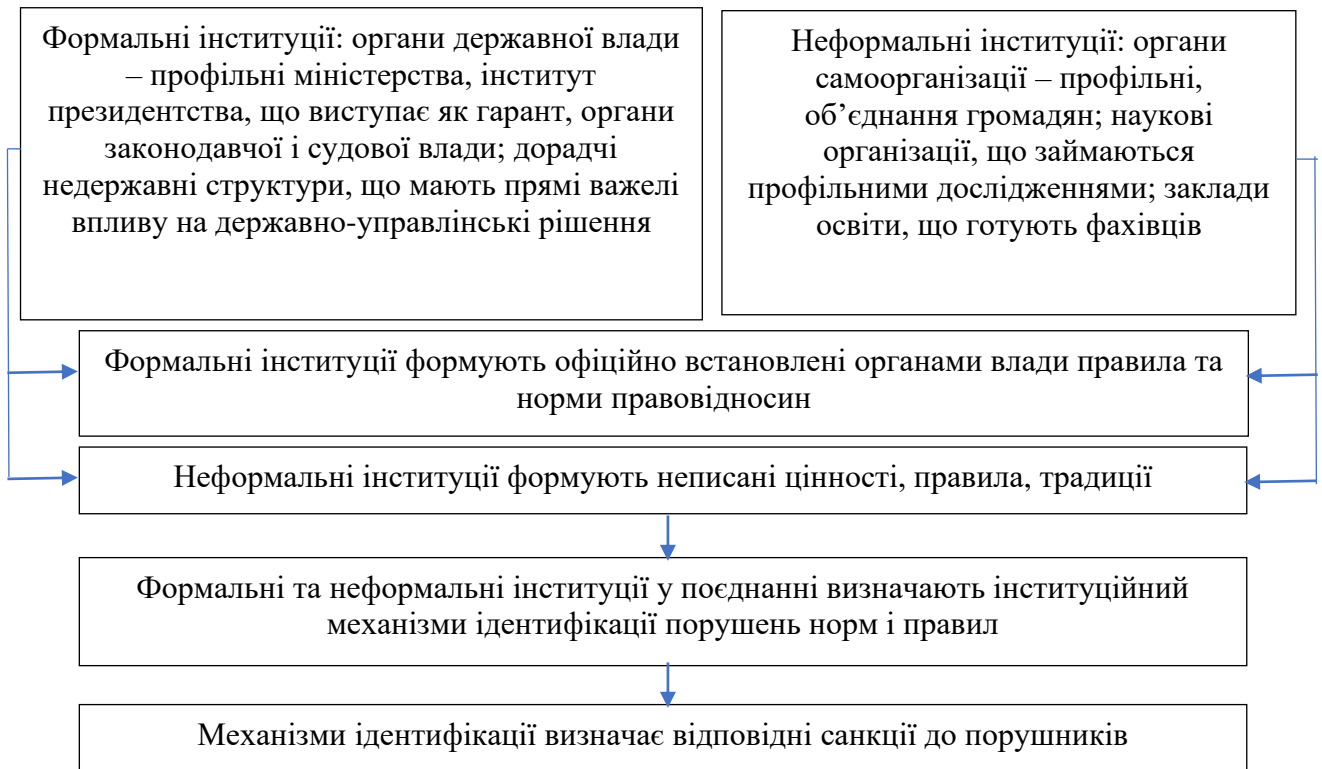 Формальні інституції: органи державної влади
– профільні міністерства, інститут
президентства, що виступає як гарант, органи
законодавчої і судової влади; дорадчі
недержавні структури, що мають прямі важелі
впливу на державно-управлінські рішення
Неформальні інституції: органи
самоорганізації – профільні,
об’єднання громадян; наукові
організації, що займаються
профільними дослідженнями; заклади
освіти, що готують фахівців
Формальні інституції формують офіційно встановлені органами влади правила та
норми правовідносин
Неформальні інституції формують неписані цінності, правила, традиції
Формальні та неформальні інституції у поєднанні визначають інституційний
механізми ідентифікації порушень норм і правил
Механізми ідентифікації визначає відповідні санкції до порушників